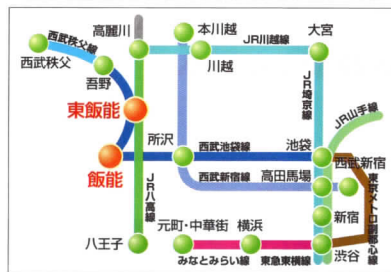 高麗川
本川越
大宮
西武秩父線
JR川越線
西武秩父
川越
吾野
JR埼京線
JR山手線
東飯能
所沢
池袋
西武池袋線
西武新宿
飯能
JR八高線
西武新宿線
高田馬場
東京メトロ副都心線
新宿
八王子
元町・中華街
横浜
渋谷
みなとみらい線
東急東横線